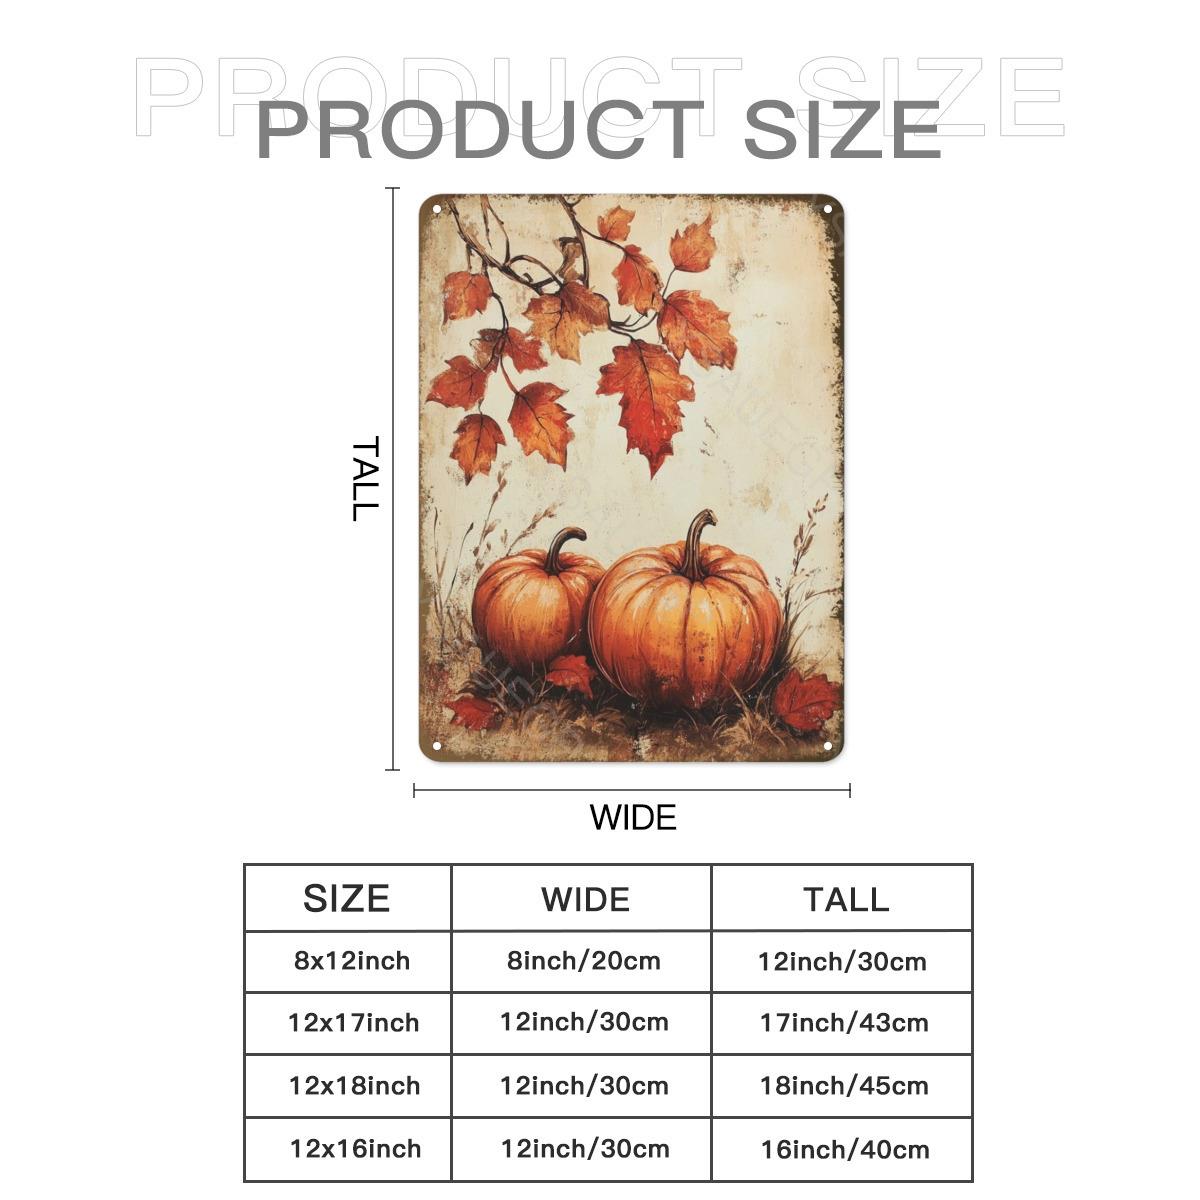 PRODUCT SIZE
PRODUCT SIZE
TALL
WIDE
SIZE WIDE TALL
8x12inch 8inch/20cm 12inch/30cm
12x17inch 12inch/30cm 17inch/43cm
12x18inch 12inch/30cm 18inch/45cm
12x16inch 12inch/30cm 16inch/40cm